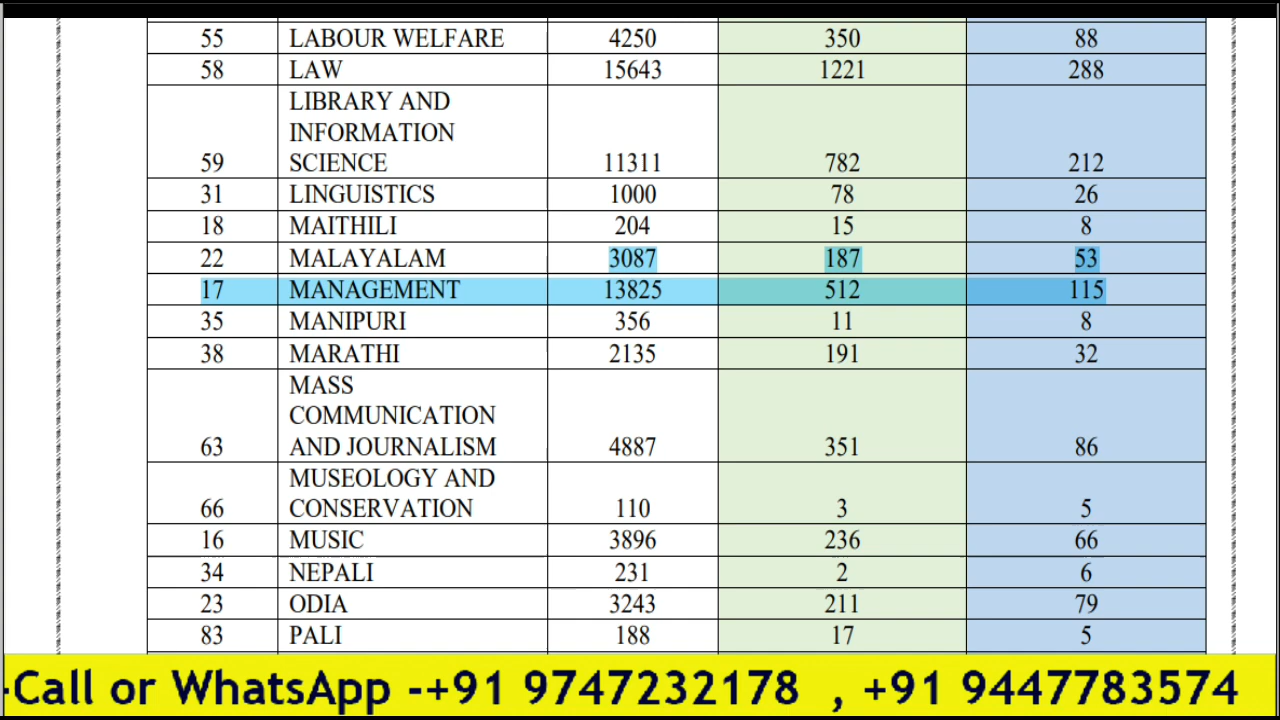 55 LABOUR WELFARE 4250 350 88
58 LAW 15643 1221 288
LIBRARY AND
INFORMATION
59 SCIENCE 11311 782 212
31 LINGUISTICS 1000 78 26
18 MAITHILI 204 15 8
22 MALAYALAM 3087 187 53
17 MANAGEMENT 13825 512 115
35 MANIPURI 356 11 8
38 MARATHI 2135 191 32
MASS
COMMUNICATION
63 AND JOURNALISM 4887 351 86
MUSEOLOGY AND
66 CONSERVATION 110 3 5
16 MUSIC 3896 236 66
34 NEPALI 231 2 6
23 ODIA 3243 211 79
83 PALI 188 17 5
-Call or WhatsApp -+91 9747232178 , +91 9447783574